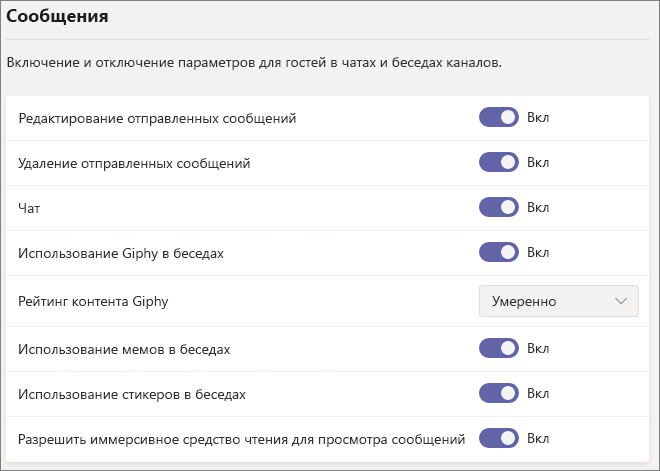 Сообщения
Включение и отключение параметров для гостей в чатах и беседах каналов.
Редактирование отправленных сообщений Вкл
Удаление отправленных сообщений Вкл
Чат Вкл
Использование Giphy в беседах Вкл
Рейтинг контента Giphy Умеренно
Использование мемов в беседах Вкл
Использование стикеров в беседах Вкл
Разрешить иммерсивное средство чтения для просмотра сообщений Вкл